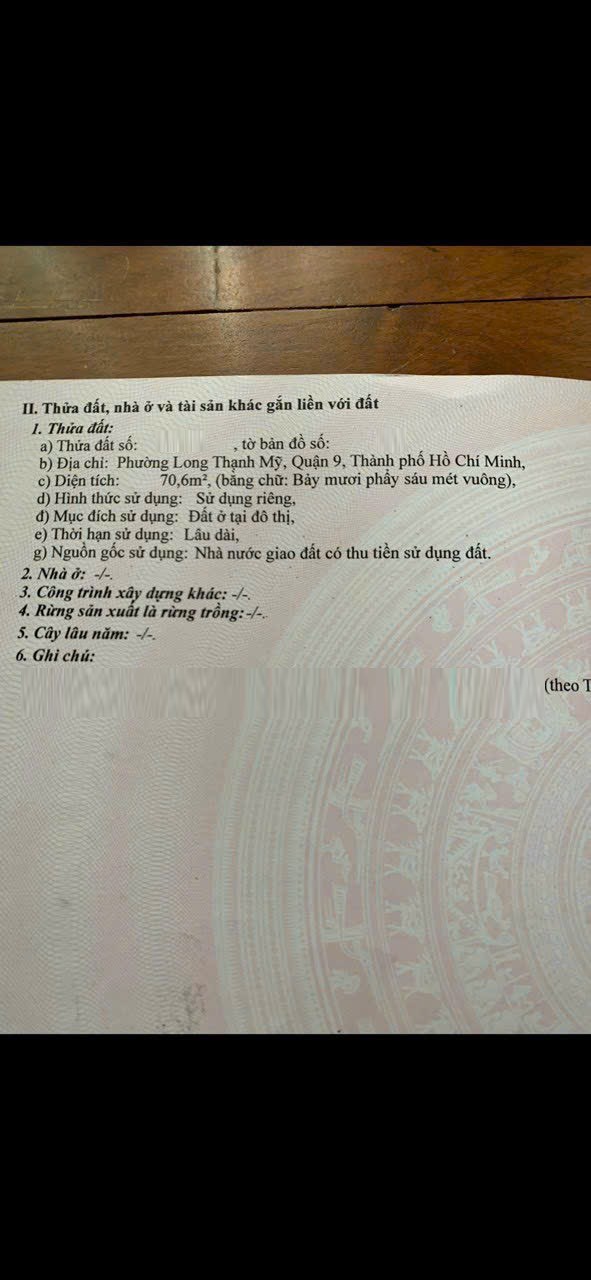 II. Thửa đất, nhà ở và tài sản khác gắn liền với đất
1. Thửa đất:
a) Thửa đất số: , tờ bản đồ số:
b) Địa chỉ: Phường Long Thạnh Mỹ, Quận 9, Thành phố Hồ Chí Minh,
c) Diện tích: 70,6m², (bằng chữ: Bảy mươi phẩy sáu mét vuông),
d) Hình thức sử dụng: Sử dụng riêng,
đ) Mục đích sử dụng: Đất ở tại đô thị,
e) Thời hạn sử dụng: Lâu dài,
g) Nguồn gốc sử dụng: Nhà nước giao đất có thu tiền sử dụng đất.
2. Nhà ở: -/-.
3. Công trình xây dựng khác: -/-.
4. Rừng sản xuất là rừng trồng: -/-.
5. Cây lâu năm: -/-.
6. Ghi chú:
(theo T